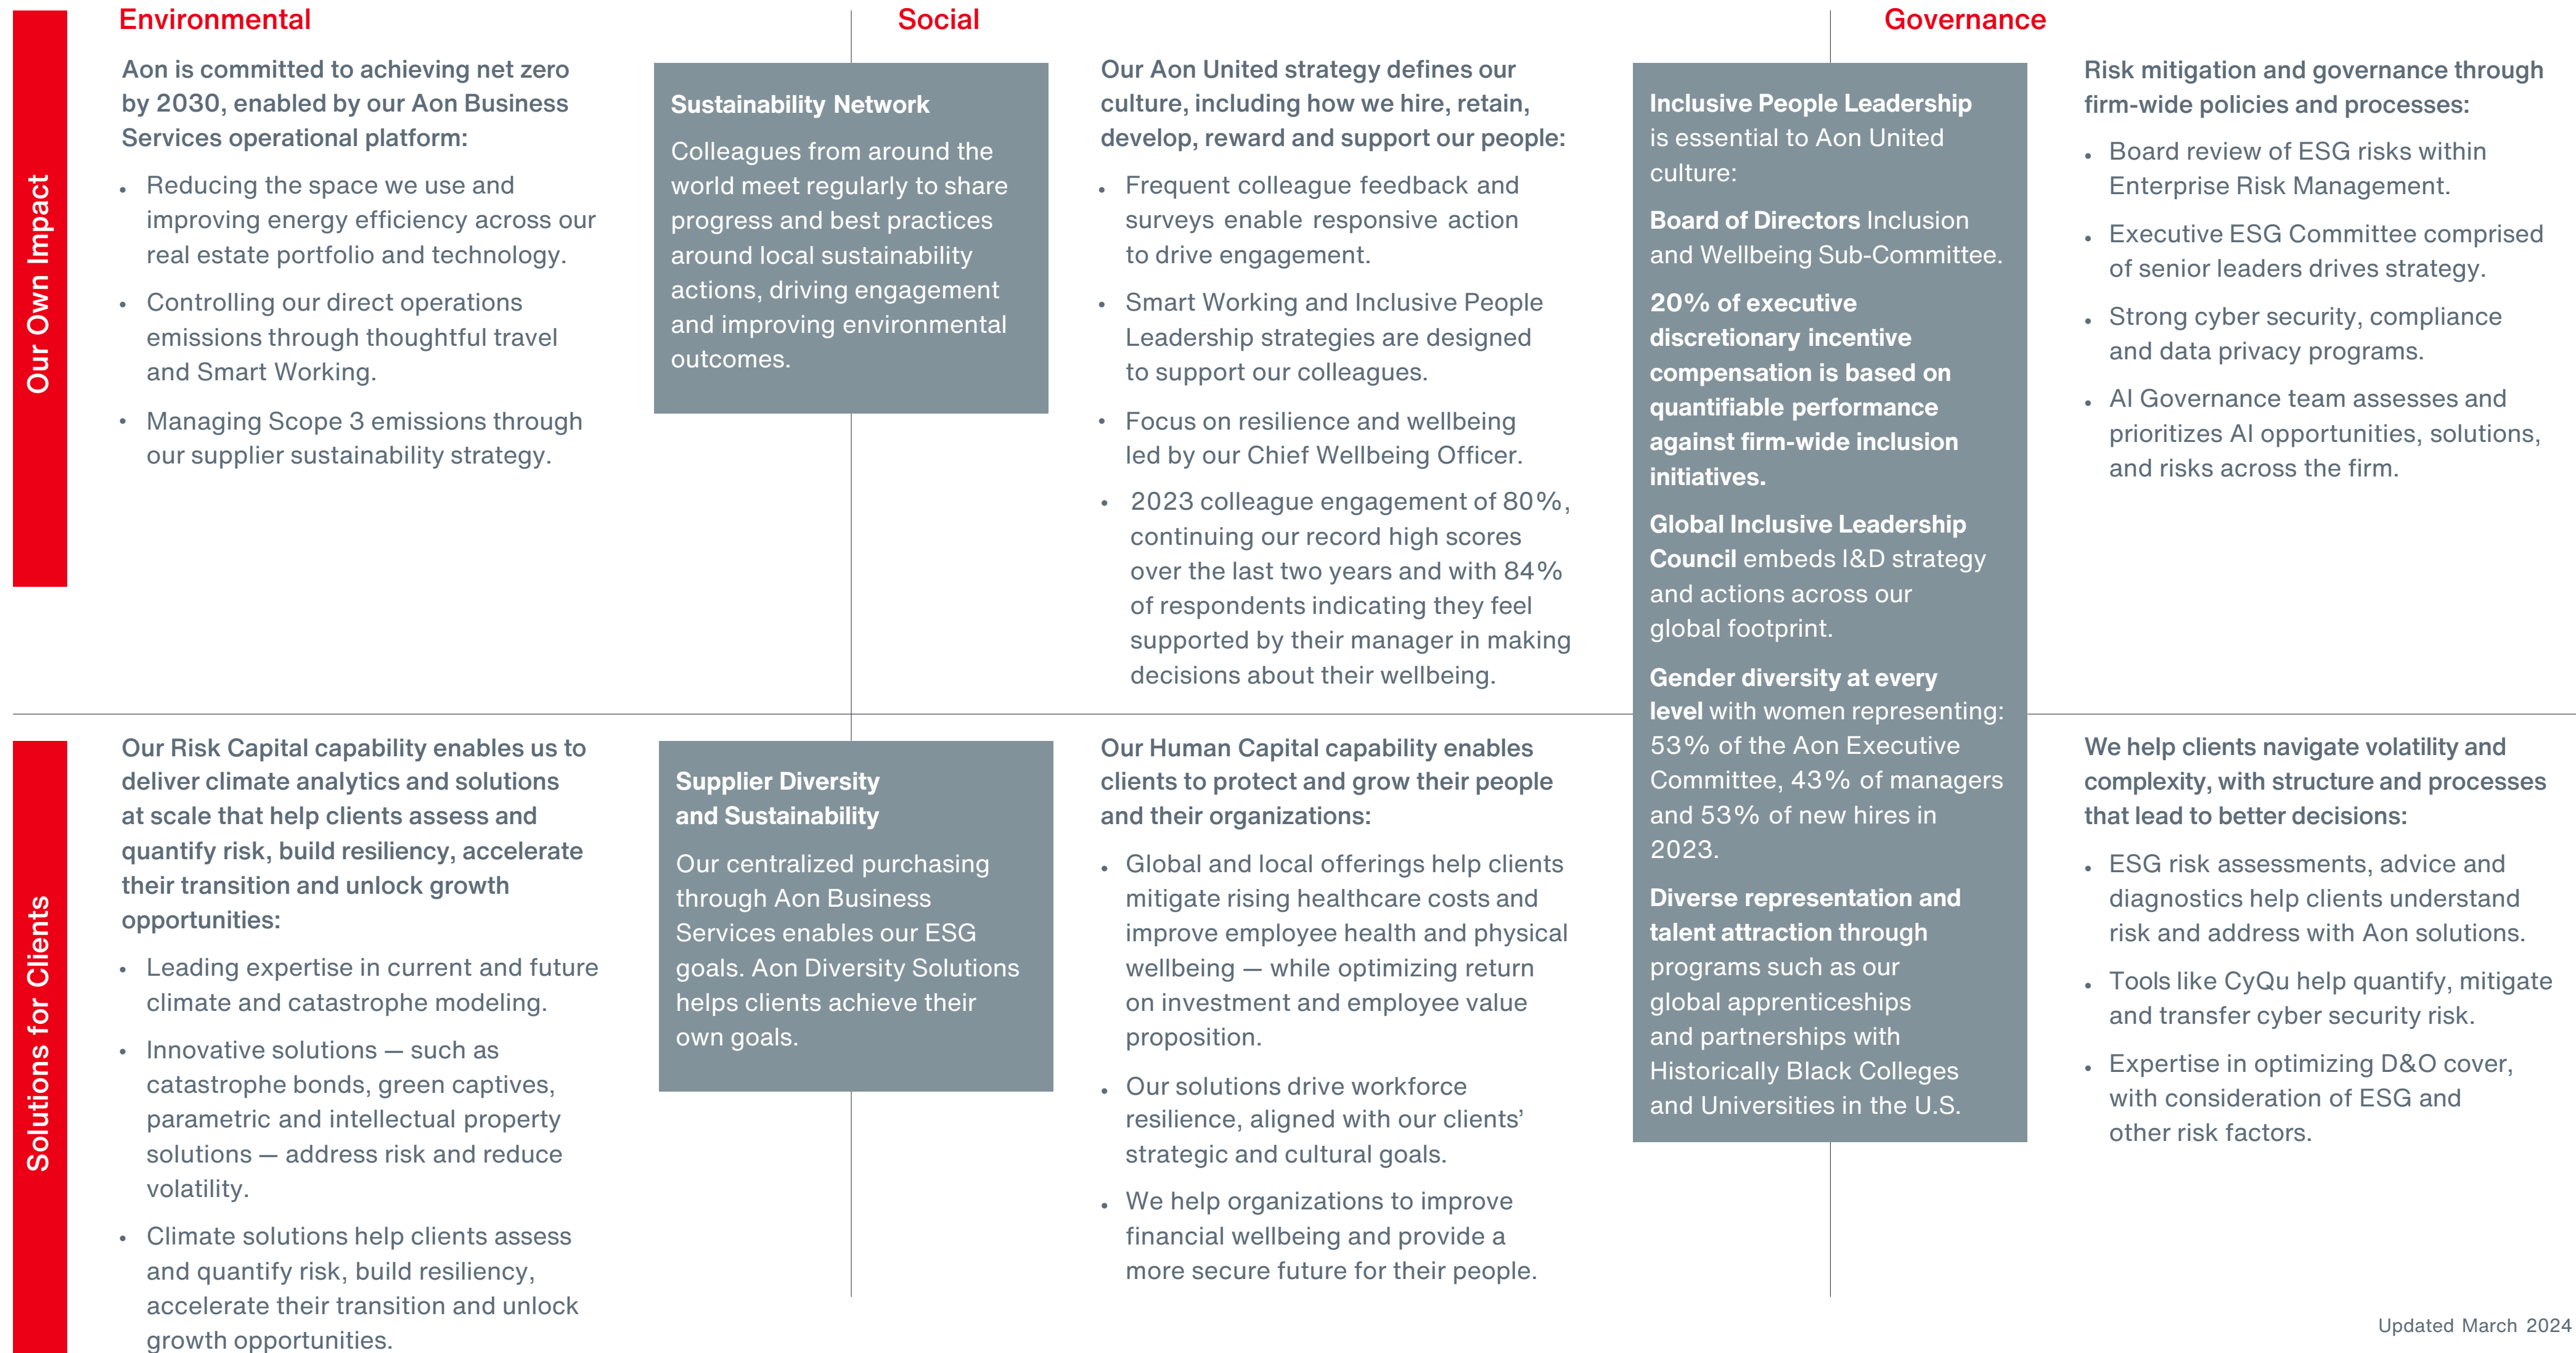 Environmental
Social
Governance
Our Own Impact
Aon is committed to achieving net zero
by 2030, enabled by our Aon Business
Services operational platform:
• Reducing the space we use and
improving energy efficiency across our
real estate portfolio and technology.
• Controlling our direct operations
emissions through thoughtful travel
and Smart Working.
• Managing Scope 3 emissions through
our supplier sustainability strategy.
Sustainability Network
Colleagues from around the
world meet regularly to share
progress and best practices
around local sustainability
actions, driving engagement
and improving environmental
outcomes.
Our Aon United strategy defines our
culture, including how we hire, retain,
develop, reward and support our people:
• Frequent colleague feedback and
surveys enable responsive action
to drive engagement.
• Smart Working and Inclusive People
Leadership strategies are designed
to support our colleagues.
• Focus on resilience and wellbeing
led by our Chief Wellbeing Officer.
• 2023 colleague engagement of 80%,
continuing our record high scores
over the last two years and with 84%
of respondents indicating they feel
supported by their manager in making
decisions about their wellbeing.
Inclusive People Leadership
is essential to Aon United
culture:
Board of Directors Inclusion
and Wellbeing Sub-Committee.
20% of executive
discretionary incentive
compensation is based on
quantifiable performance
against firm-wide inclusion
initiatives.
Global Inclusive Leadership
Council embeds I&D strategy
and actions across our
global footprint.
Gender diversity at every
level with women representing:
53% of the Aon Executive
Committee, 43% of managers
and 53% of new hires in
2023.
Diverse representation and
talent attraction through
programs such as our
global apprenticeships
and partnerships with
Historically Black Colleges
and Universities in the U.S.
Risk mitigation and governance through
firm-wide policies and processes:
• Board review of ESG risks within
Enterprise Risk Management.
• Executive ESG Committee comprised
of senior leaders drives strategy.
• Strong cyber security, compliance
and data privacy programs.
• AI Governance team assesses and
prioritizes AI opportunities, solutions,
and risks across the firm.
Solutions for Clients
Our Risk Capital capability enables us to
deliver climate analytics and solutions
at scale that help clients assess and
quantify risk, build resiliency, accelerate
their transition and unlock growth
opportunities:
• Leading expertise in current and future
climate and catastrophe modeling.
• Innovative solutions — such as
catastrophe bonds, green captives,
parametric and intellectual property
solutions — address risk and reduce
volatility.
• Climate solutions help clients assess
and quantify risk, build resiliency,
accelerate their transition and unlock
growth opportunities.
Supplier Diversity
and Sustainability
Our centralized purchasing
through Aon Business
Services enables our ESG
goals. Aon Diversity Solutions
helps clients achieve their
own goals.
Our Human Capital capability enables
clients to protect and grow their people
and their organizations:
• Global and local offerings help clients
mitigate rising healthcare costs and
improve employee health and physical
wellbeing — while optimizing return
on investment and employee value
proposition.
• Our solutions drive workforce
resilience, aligned with our clients’
strategic and cultural goals.
• We help organizations to improve
financial wellbeing and provide a
more secure future for their people.
We help clients navigate volatility and
complexity, with structure and processes
that lead to better decisions:
• ESG risk assessments, advice and
diagnostics help clients understand
risk and address with Aon solutions.
• Tools like CyQu help quantify, mitigate
and transfer cyber security risk.
• Expertise in optimizing D&O cover,
with consideration of ESG and
other risk factors.
Updated March 2024